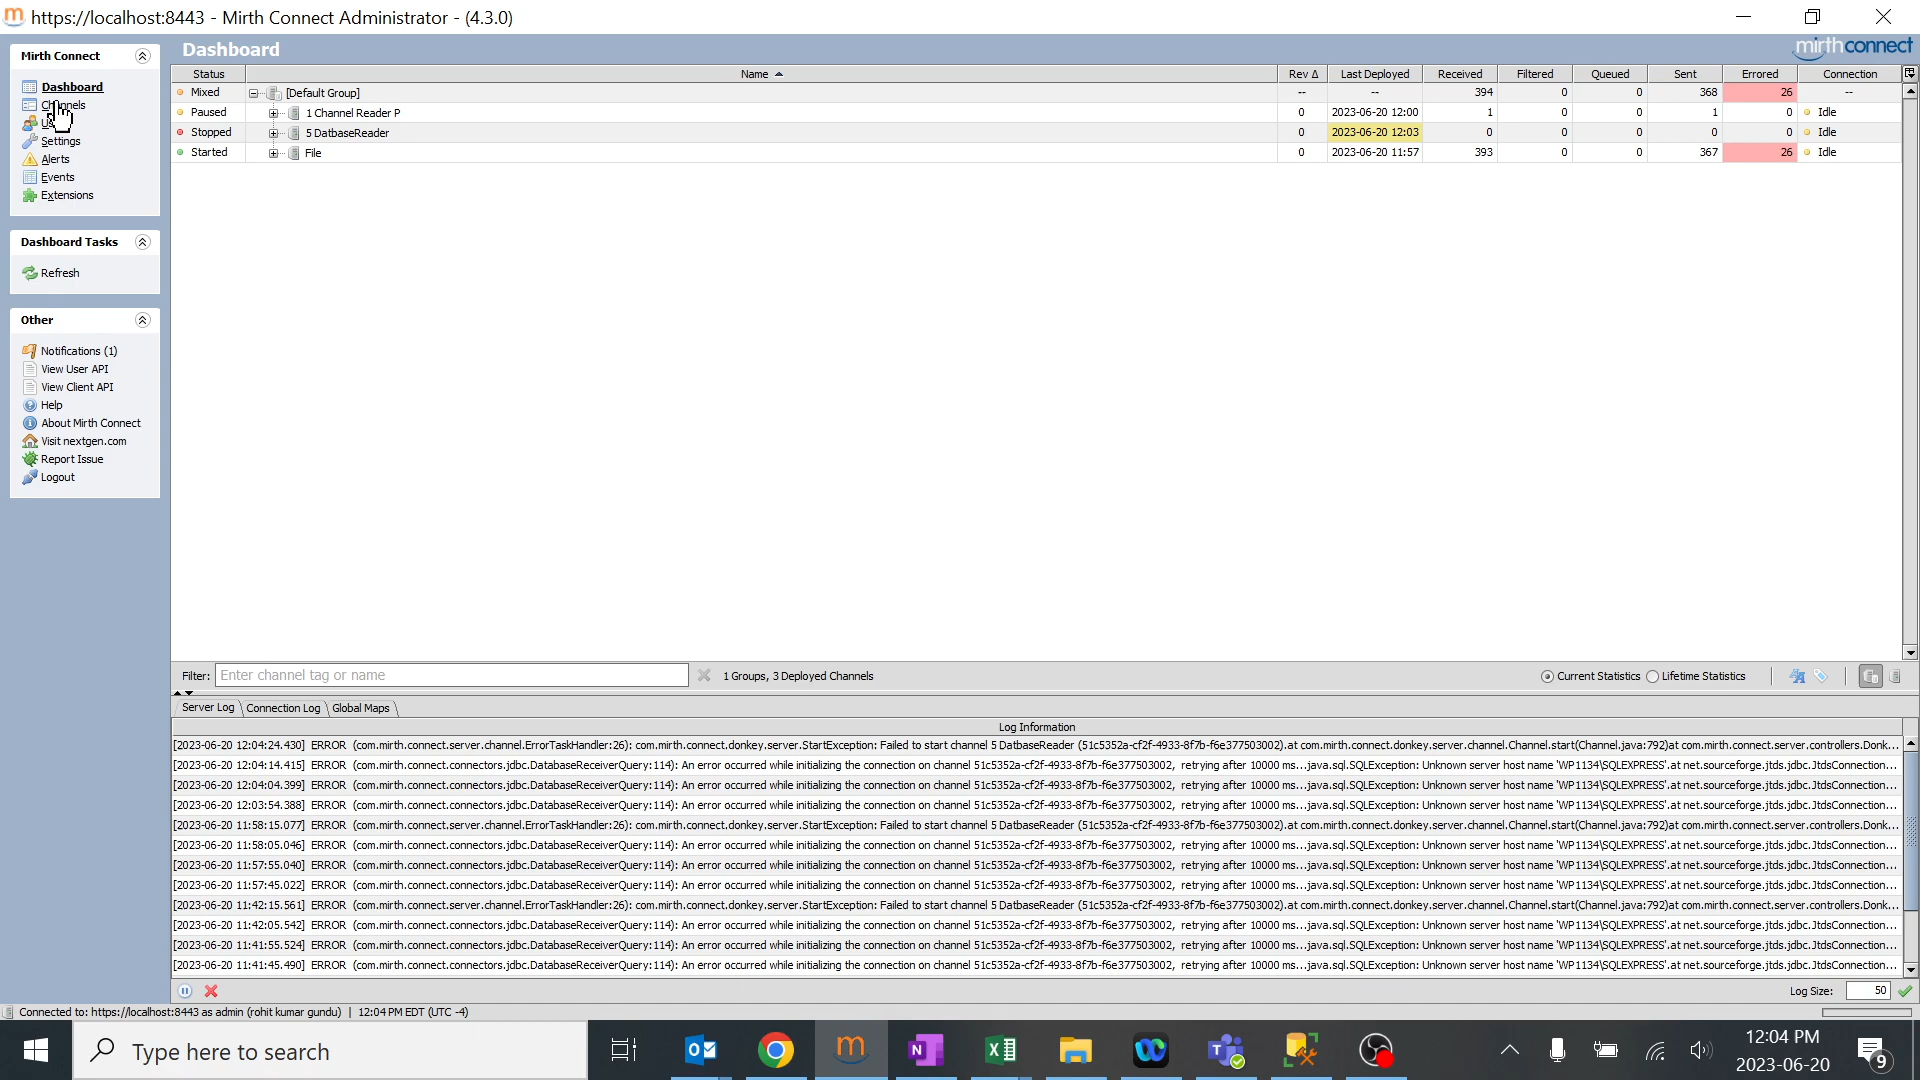 https://localhost:8443 - Mirth Connect Administrator - (4.3.0)
Mirth Connect
Dashboard
Channels
Settings
Alerts
Events
Extensions
Dashboard Tasks
Refresh
Other
Notifications (1)
View User API
View Client API
Help
About Mirth Connect
Visit nextgen.com
Report Issue
Logout
Dashboard
mirthconnect
Status Name Rev Δ Last Deployed Received Filtered Queued Sent Errored Connection
Mixed [Default Group] -- -- 394 0 0 368 26 --
Paused 1 Channel Reader P 0 2023-06-20 12:00 1 0 0 1 0 Idle
Stopped 5 DatbaseReader 0 2023-06-20 12:03 0 0 0 0 0 Idle
Started File 0 2023-06-20 11:57 393 0 0 367 26 Idle
Filter: Enter channel tag or name 1 Groups, 3 Deployed Channels Current Statistics Lifetime Statistics
Server Log Connection Log Global Maps
Log Information
[2023-06-20 12:04:24.430] ERROR (com.mirth.connect.server.channel.ErrorTaskHandler:26): com.mirth.connect.donkey.server.StartException: Failed to start channel 5 DatbaseReader (51c5352a-cf2f-4933-8f7b-f6e377503002).at com.mirth.connect.donkey.server.channel.Channel.start(Channel.java:792)at com.mirth.connect.server.controllers.Donk...
[2023-06-20 12:04:14.415] ERROR (com.mirth.connect.connectors.jdbc.DatabaseReceiverQuery:114): An error occurred while initializing the connection on channel 51c5352a-cf2f-4933-8f7b-f6e377503002, retrying after 10000 ms...java.sql.SQLException: Unknown server host name 'WP1134\SQLEXPRESS'.at net.sourceforge.jtds.jdbc.JtdsConnection...
[2023-06-20 12:04:04.399] ERROR (com.mirth.connect.connectors.jdbc.DatabaseReceiverQuery:114): An error occurred while initializing the connection on channel 51c5352a-cf2f-4933-8f7b-f6e377503002, retrying after 10000 ms...java.sql.SQLException: Unknown server host name 'WP1134\SQLEXPRESS'.at net.sourceforge.jtds.jdbc.JtdsConnection...
[2023-06-20 12:03:54.388] ERROR (com.mirth.connect.connectors.jdbc.DatabaseReceiverQuery:114): An error occurred while initializing the connection on channel 51c5352a-cf2f-4933-8f7b-f6e377503002, retrying after 10000 ms...java.sql.SQLException: Unknown server host name 'WP1134\SQLEXPRESS'.at net.sourceforge.jtds.jdbc.JtdsConnection...
[2023-06-20 11:58:15.077] ERROR (com.mirth.connect.server.channel.ErrorTaskHandler:26): com.mirth.connect.donkey.server.StartException: Failed to start channel 5 DatbaseReader (51c5352a-cf2f-4933-8f7b-f6e377503002).at com.mirth.connect.donkey.server.channel.Channel.start(Channel.java:792)at com.mirth.connect.server.controllers.Donk...
[2023-06-20 11:58:05.046] ERROR (com.mirth.connect.connectors.jdbc.DatabaseReceiverQuery:114): An error occurred while initializing the connection on channel 51c5352a-cf2f-4933-8f7b-f6e377503002, retrying after 10000 ms...java.sql.SQLException: Unknown server host name 'WP1134\SQLEXPRESS'.at net.sourceforge.jtds.jdbc.JtdsConnection...
[2023-06-20 11:57:55.040] ERROR (com.mirth.connect.connectors.jdbc.DatabaseReceiverQuery:114): An error occurred while initializing the connection on channel 51c5352a-cf2f-4933-8f7b-f6e377503002, retrying after 10000 ms...java.sql.SQLException: Unknown server host name 'WP1134\SQLEXPRESS'.at net.sourceforge.jtds.jdbc.JtdsConnection...
[2023-06-20 11:57:45.022] ERROR (com.mirth.connect.connectors.jdbc.DatabaseReceiverQuery:114): An error occurred while initializing the connection on channel 51c5352a-cf2f-4933-8f7b-f6e377503002, retrying after 10000 ms...java.sql.SQLException: Unknown server host name 'WP1134\SQLEXPRESS'.at net.sourceforge.jtds.jdbc.JtdsConnection...
[2023-06-20 11:42:15.561] ERROR (com.mirth.connect.server.channel.ErrorTaskHandler:26): com.mirth.connect.donkey.server.StartException: Failed to start channel 5 DatbaseReader (51c5352a-cf2f-4933-8f7b-f6e377503002).at com.mirth.connect.donkey.server.channel.Channel.start(Channel.java:792)at com.mirth.connect.server.controllers.Donk...
[2023-06-20 11:42:05.542] ERROR (com.mirth.connect.connectors.jdbc.DatabaseReceiverQuery:114): An error occurred while initializing the connection on channel 51c5352a-cf2f-4933-8f7b-f6e377503002, retrying after 10000 ms...java.sql.SQLException: Unknown server host name 'WP1134\SQLEXPRESS'.at net.sourceforge.jtds.jdbc.JtdsConnection...
[2023-06-20 11:41:55.524] ERROR (com.mirth.connect.connectors.jdbc.DatabaseReceiverQuery:114): An error occurred while initializing the connection on channel 51c5352a-cf2f-4933-8f7b-f6e377503002, retrying after 10000 ms...java.sql.SQLException: Unknown server host name 'WP1134\SQLEXPRESS'.at net.sourceforge.jtds.jdbc.JtdsConnection...
[2023-06-20 11:41:45.490] ERROR (com.mirth.connect.connectors.jdbc.DatabaseReceiverQuery:114): An error occurred while initializing the connection on channel 51c5352a-cf2f-4933-8f7b-f6e377503002, retrying after 10000 ms...java.sql.SQLException: Unknown server host name 'WP1134\SQLEXPRESS'.at net.sourceforge.jtds.jdbc.JtdsConnection...
Log Size: 50
Connected to: https://localhost:8443 as admin (rohit kumar gundu) | 12:04 PM EDT (UTC -4)
Type here to search
12:04 PM
2023-06-20
9